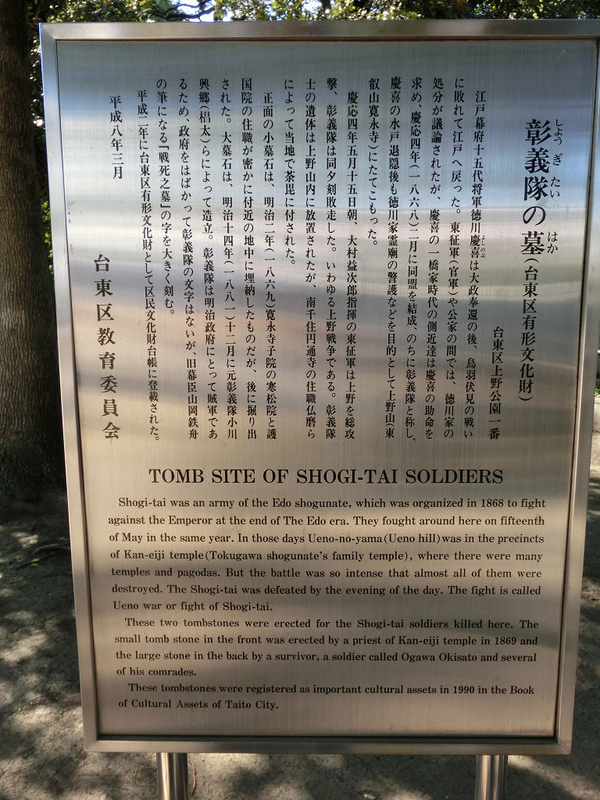 彰義隊の墓(台東区有形文化財)
しょうぎたい はか
台東区上野公園一番
江戸幕府十五代将軍徳川慶喜は大政奉還の後、鳥羽伏見の戦い
よしのぶ
に敗れて江戸へ戻った。東征軍(官軍)や公家の間では、徳川家の
処分が議論されたが、慶喜の一橋家時代の側近達は慶喜の助命を
求め、慶応四年(一八六八)二月に同盟を結成、のちに彰義隊と称し、
慶喜の水戸退隠後も徳川家霊廟の警護などを目的として上野山(東
叡山寛永寺)にたてこもった。
慶応四年五月十五日朝、大村益次郎指揮の東征軍は上野を総攻
撃、彰義隊は同夕刻敗走した。いわゆる上野戦争である。彰義隊
士の遺体は上野山内に放置されたが、南千住円通寺の住職仏磨ら
によって当地で荼毘に付された。
正面の小墓石は、明治二年(一八六九)寛永寺子院の寒松院と護
国院の住職が密かに付近の地中に埋納したものだが、後に掘り出
された。大墓石は、明治十四年(一八八一)十二月に元彰義隊小川
興郷(椙太)らによって造立。彰義隊は明治政府にとって賊軍であ
るため、政府をはばかって彰義隊の文字はないが、旧幕臣山岡鉄舟
の筆になる「戦死之墓」の字を大きく刻む。
平成二年に台東区有形文化財として区民文化財台帳に登載された。
平成八年三月
台東区教育委員会
TOMB SITE OF SHOGI-TAI SOLDIERS
Shogi-tai was an army of the Edo shogunate, which was organized in 1868 to fight
against the Emperor at the end of The Edo era. They fought around here on fifteenth
of May in the same year. In those days Ueno-no-yama(Ueno hill) was in the precincts
of Kan-eiji temple(Tokugawa shogunate's family temple), where there were many
temples and pagodas. But the battle was so intense that almost all of them were
destroyed. The Shogi-tai was defeated by the evening of the day. The fight is called
Ueno war or fight of Shogi-tai.
These two tombstones were erected for the Shogi-tai soldiers killed here. The
small tomb stone in the front was erected by a priest of Kan-eiji temple in 1869 and
the large stone in the back by a survivor, a soldier called Ogawa Okisato and several
of his comrades.
These tombstones were registered as important cultural assets in 1990 in the Book
of Cultural Assets of Taito City.